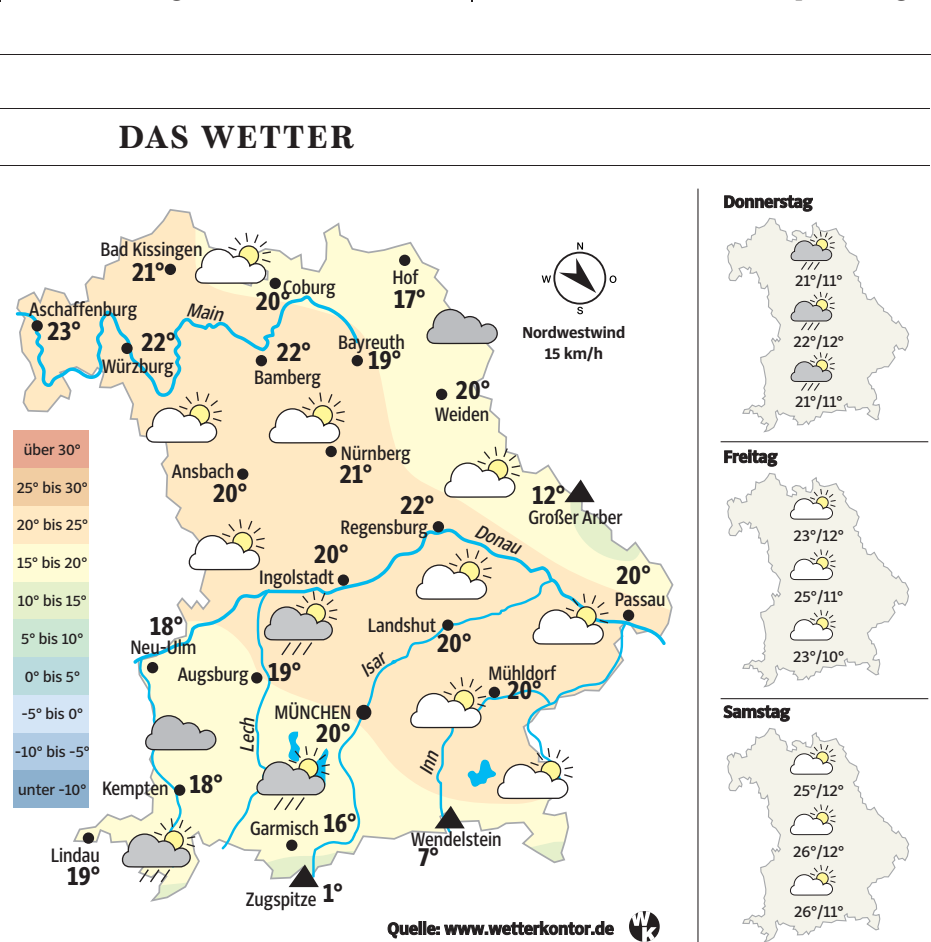 DAS WETTER
Bad Kissingen
21°
Coburg
20°
Hof
17°
Aschaffenburg
23°
Main
22°
Würzburg
22°
Bamberg
Bayreuth
19°
N
W
O
S
Nordwestwind
15 km/h
20°
Weiden
Nürnberg
21°
Ansbach
20°
12°
Großer Arber
22°
Regensburg
Donau
20°
Ingolstadt
20°
Passau
18°
Neu-Ulm
Landshut
20°
Augsburg
19°
Isar
Mühldorf
20°
MÜNCHEN
20°
Lech
Inn
Kempten
18°
Garmisch
16°
Wendelstein
7°
Lindau
19°
Zugspitze
1°
über 30°
25° bis 30°
20° bis 25°
15° bis 20°
10° bis 15°
5° bis 10°
0° bis 5°
-5° bis 0°
-10° bis -5°
unter -10°
Quelle: www.wetterkontor.de
WK
Donnerstag
21°/11°
22°/12°
21°/11°
Freitag
23°/12°
25°/11°
23°/10°
Samstag
25°/12°
26°/12°
26°/11°